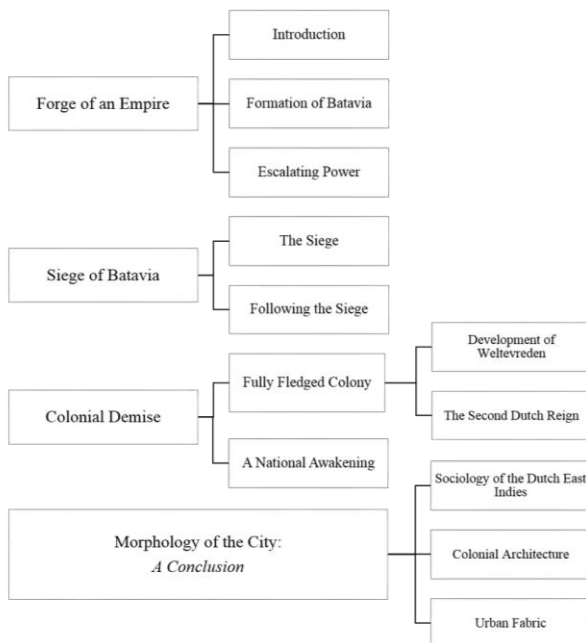 Forge of an Empire
Introduction
Formation of Batavia
Escalating Power
Siege of Batavia
The Siege
Following the Siege
Colonial Demise
Fully Fledged Colony
Development of
Weltevreden
The Second Dutch Reign
A National Awakening
Morphology of the City:
A Conclusion
Sociology of the Dutch East
Indies
Colonial Architecture
Urban Fabric